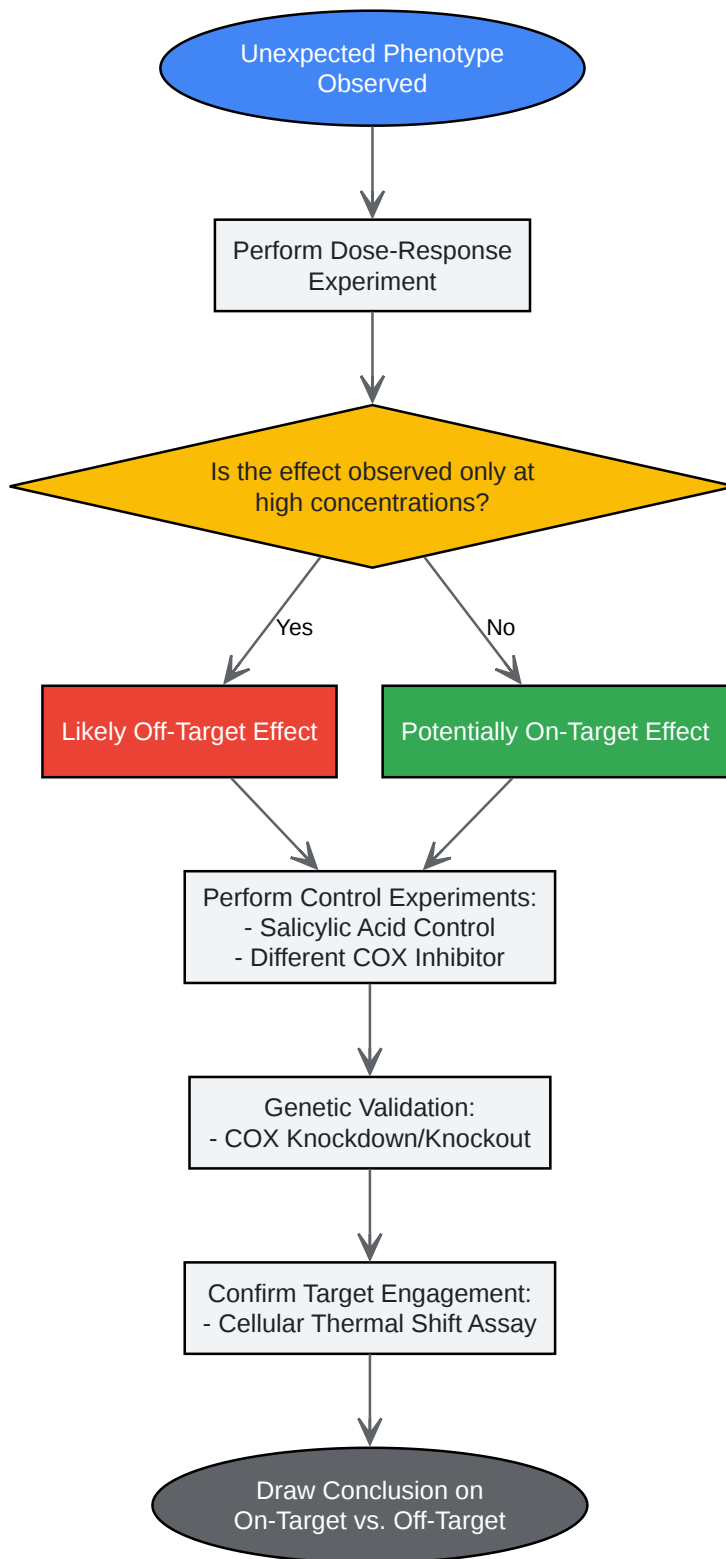 Unexpected Phenotype
Observed
Perform Dose-Response
Experiment
Is the effect observed only at
high concentrations?
Yes
No
Likely Off-Target Effect
Potentially On-Target Effect
Perform Control Experiments:
- Salicylic Acid Control
- Different COX Inhibitor
Genetic Validation:
- COX Knockdown/Knockout
Confirm Target Engagement:
- Cellular Thermal Shift Assay
Draw Conclusion on
On-Target vs. Off-Target